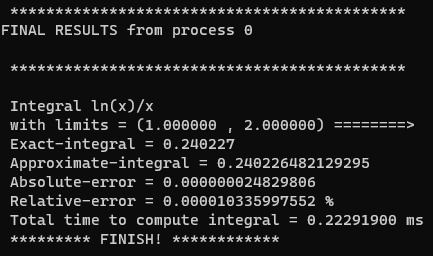 ********************************************
FINAL RESULTS from process 0
********************************************
Integral ln(x)/x
with limits = (1.000000 , 2.000000) ========>
Exact-integral = 0.240227
Approximate-integral = 0.240226482129295
Absolute-error = 0.000000024829806
Relative-error = 0.000010335997552 %
Total time to compute integral = 0.22291900 ms
********* FINISH! ************